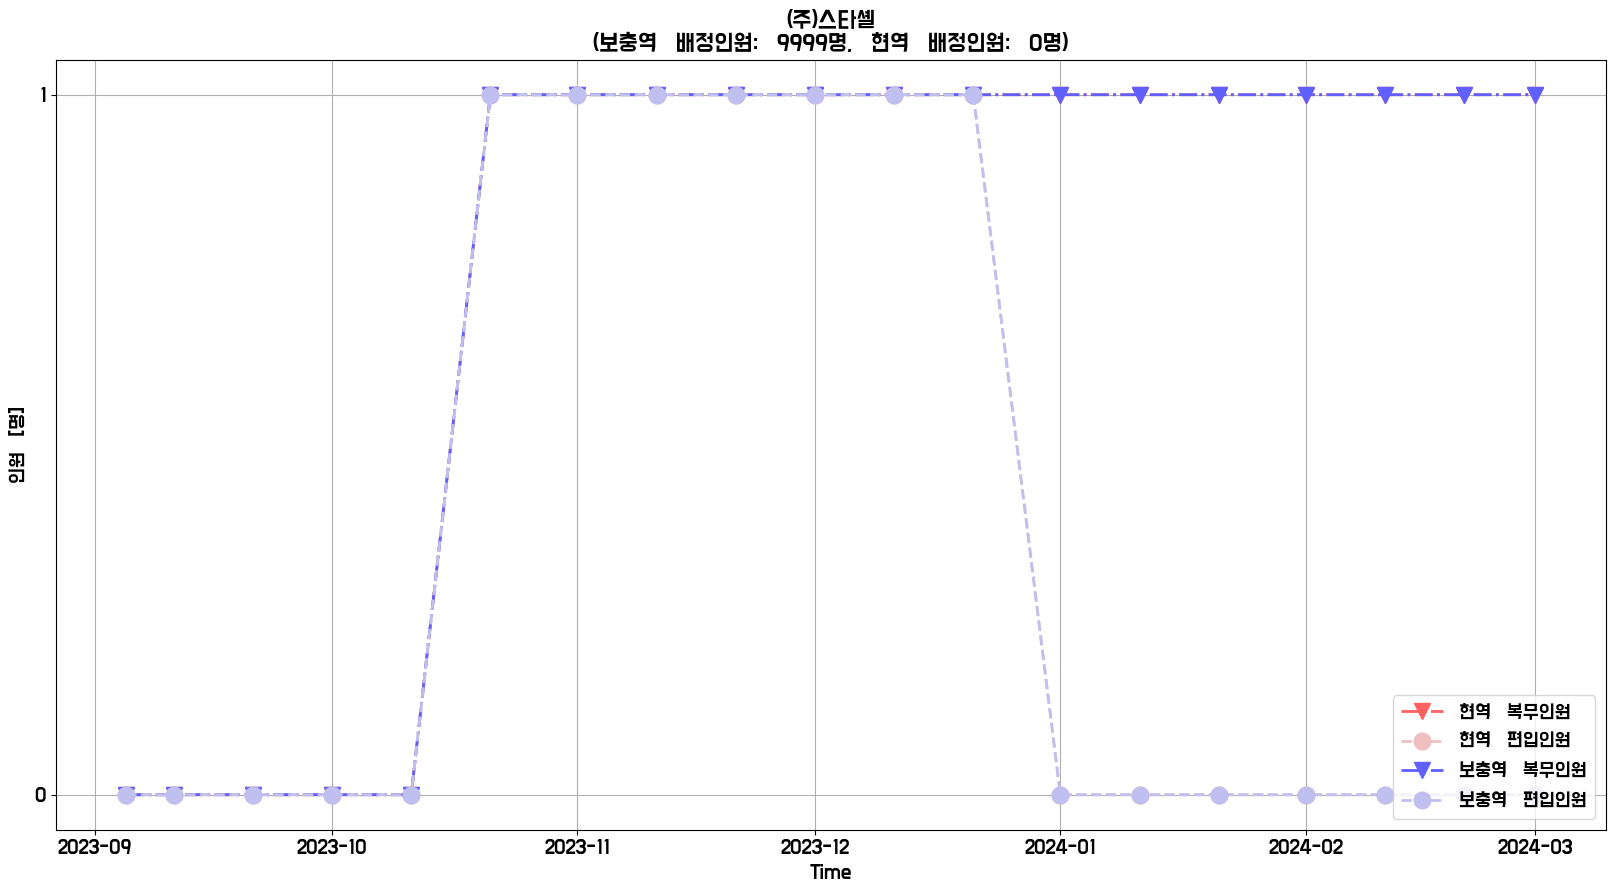 (주)스타셀
(보충역 배정인원: 9999명, 현역 배정인원: 0명)
인원 [명]
1
0
2023-09 2023-10 2023-11 2023-12 2024-01 2024-02 2024-03
Time
현역 복무인원
현역 편입인원
보충역 복무인원
보충역 편입인원